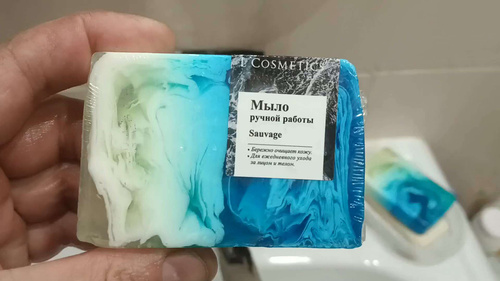 L'COSMETICS
Мыло
ручной работы
Sauvage
• Бережно очищает кожу.
• Для ежедневного ухода
за лицом и телом.